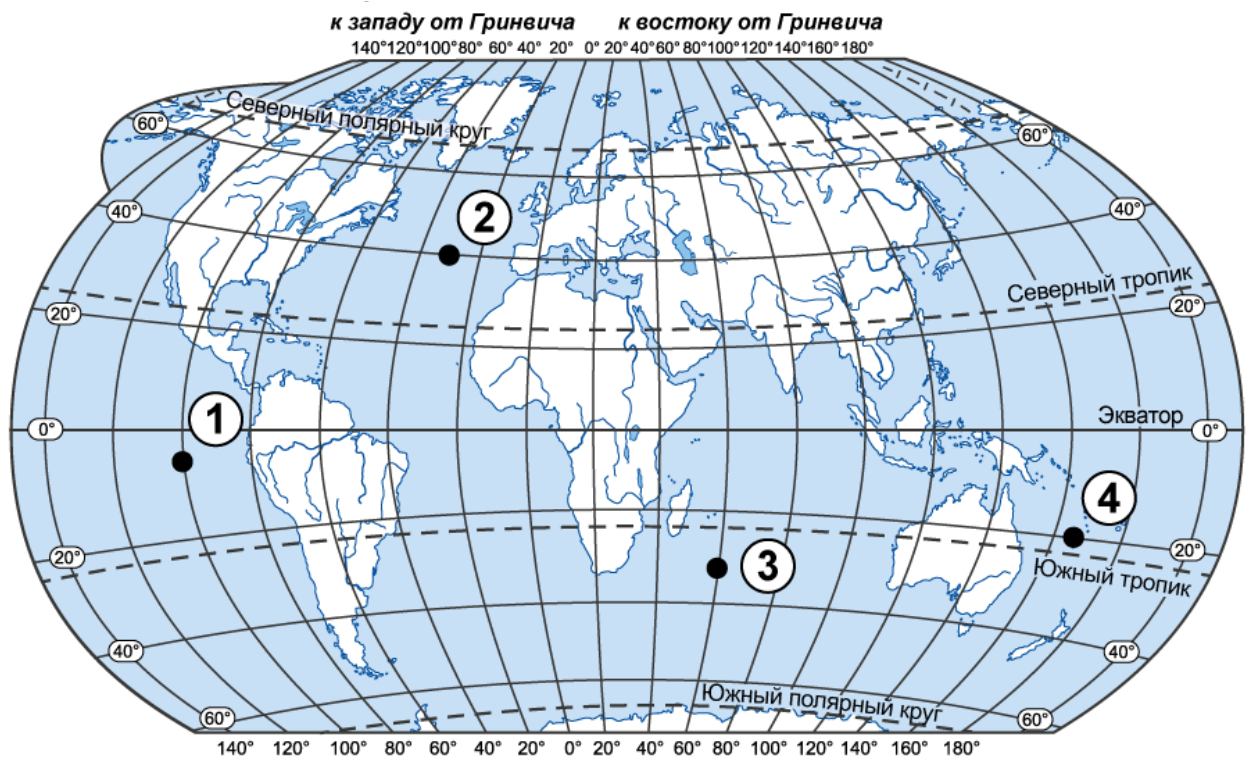 к западу от Гринвича к востоку от Гринвича
140° 120° 100° 80° 60° 40° 20° 0° 20° 40° 60° 80° 100° 120° 140° 160° 180°
Северный полярный круг
60° 60°
2
40° 40°
Северный тропик
20° 20°
1
Экватор
0° 0°
4
20° 3 20°
Южный тропик
40° 40°
Южный полярный круг
60° 60°
140° 120° 100° 80° 60° 40° 20° 0° 20° 40° 60° 80° 100° 120° 140° 160° 180°